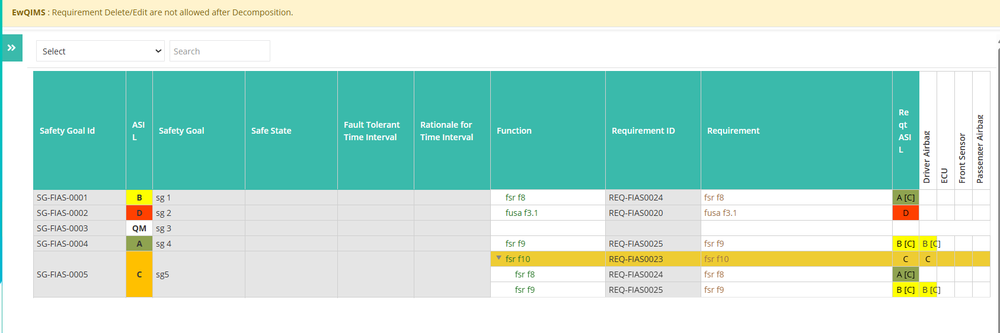 EwQIMS : Requirement Delete/Edit are not allowed after Decomposition.
Select Search
Safety Goal Id ASI L Safety Goal Safe State Fault Tolerant Time Interval Rationale for Time Interval Function Requirement ID Requirement Re qt ASI L Driver Airbag ECU Front Sensor Passenger Airbag
SG-FIAS-0001 B sg 1 fsr f8 REQ-FIAS0024 fsr f8 A [C]
SG-FIAS-0002 D sg 2 fusa f3.1 REQ-FIAS0020 fusa f3.1 D
SG-FIAS-0003 QM sg 3
SG-FIAS-0004 A sg 4 fsr f9 REQ-FIAS0025 fsr f9 B [C] B [C]
fsr f10 REQ-FIAS0023 fsr f10 C C
SG-FIAS-0005 C sg5 fsr f8 REQ-FIAS0024 fsr f8 A [C]
fsr f9 REQ-FIAS0025 fsr f9 B [C] B [C]